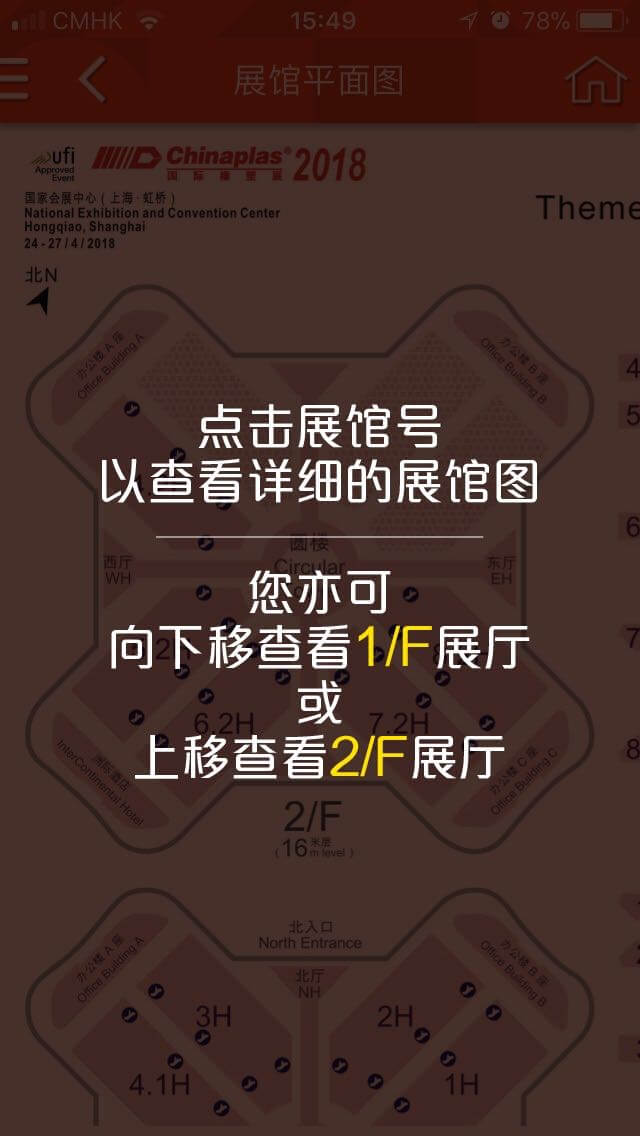 CMHK 15:49 78%
展馆平面图
ufi
Approved
Event
Chinaplas® 2018
国际橡塑展
国家会展中心（上海·虹桥）
National Exhibition and Convention Center
Hongqiao, Shanghai
24 - 27 / 4 / 2018
Theme
北N
办公楼 A 座
Office Building A
办公楼 B 座
Office Building B
4
5
点击展馆号
以查看详细的展馆图
6
圆楼
Circular
西厅
WH
东厅
EH
您亦可
向下移查看1/F展厅
7
或
6.2H
7.2H
上移查看2/F展厅
8
洲际酒店
InterContinental Hotel
办公楼 C 座
Office Building C
2/F
（16 米层 m level）
北入口
North Entrance
办公楼 A 座
Office Building A
办公楼 B 座
Office Building B
北厅
NH
3H
2H
4.1H
1H